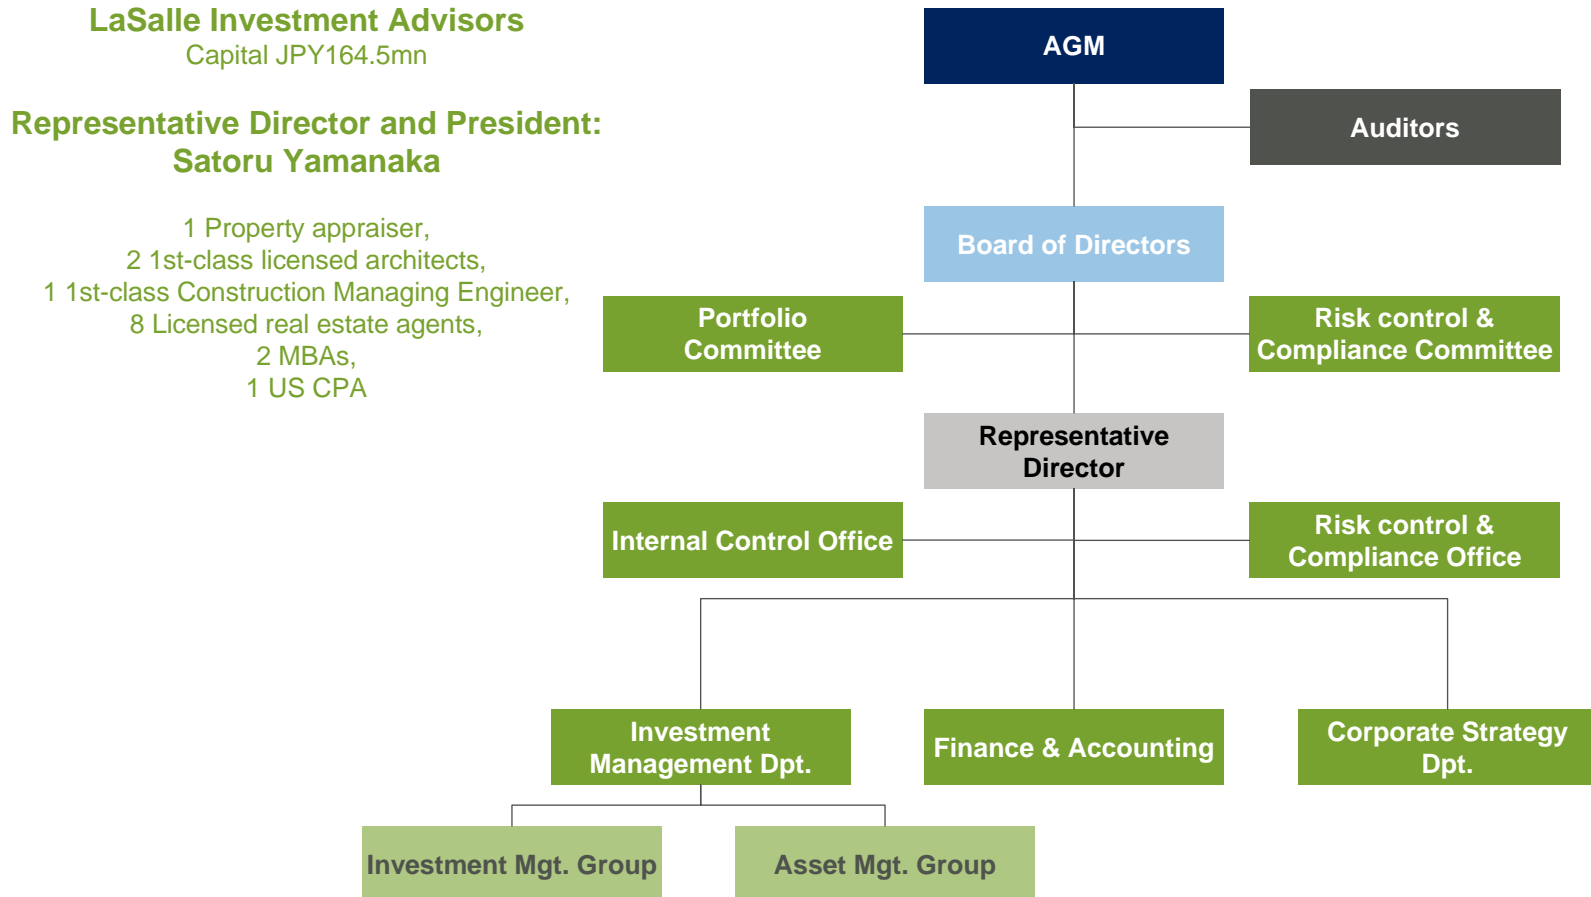 LaSalle Investment Advisors
Capital JPY164.5mn
Representative Director and President:
Satoru Yamanaka
1 Property appraiser,
2 1st-class licensed architects,
1 1st-class Construction Managing Engineer,
8 Licensed real estate agents,
2 MBAs,
1 US CPA
AGM
Auditors
Board of Directors
Portfolio
Committee
Risk control &
Compliance Committee
Representative
Director
Internal Control Office
Risk control &
Compliance Office
Investment
Management Dpt.
Finance & Accounting
Corporate Strategy
Dpt.
Investment Mgt. Group
Asset Mgt. Group